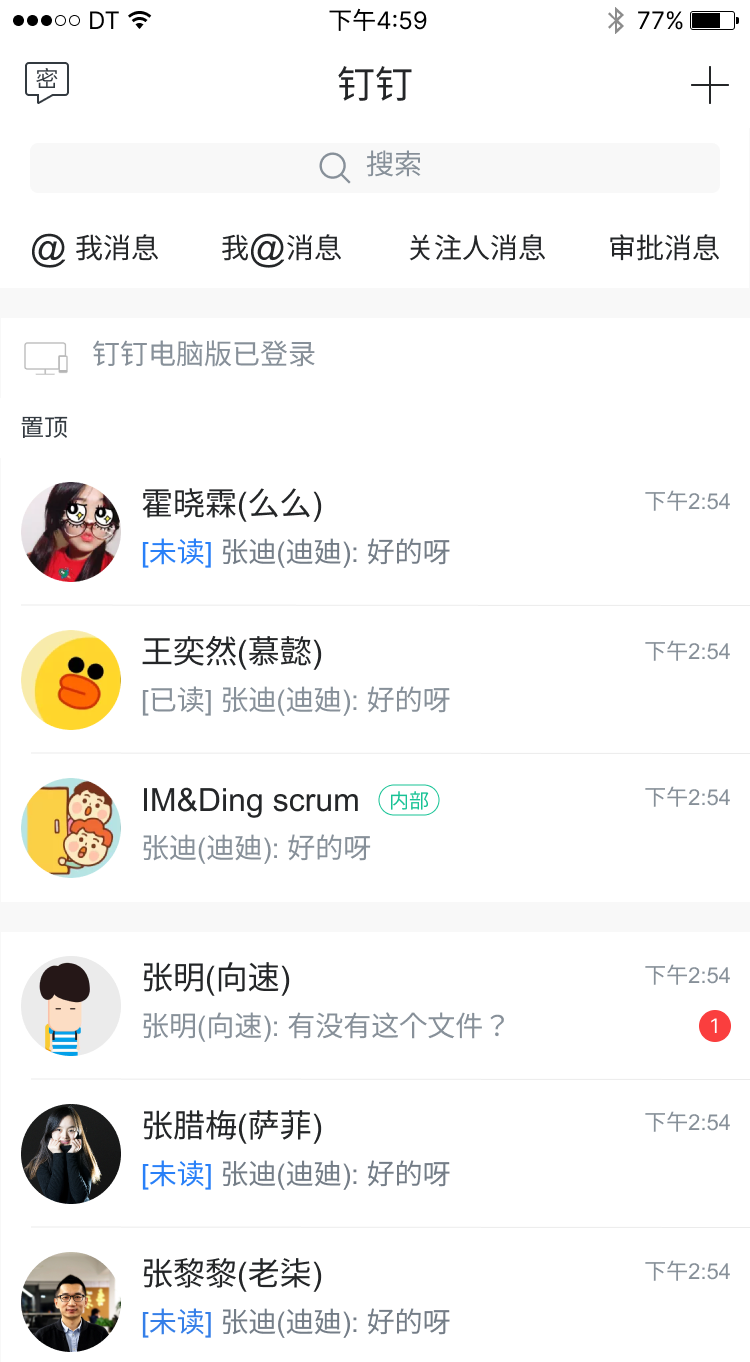 DT 下午4:59 77%
密 钉钉
搜索
@我消息 我@消息 关注人消息 审批消息
钉钉电脑版已登录
置顶
霍晓霖(么么) 下午2:54
[未读] 张迪(迪廸): 好的呀
王奕然(慕懿) 下午2:54
[已读] 张迪(迪廸): 好的呀
IM&Ding scrum 内部 下午2:54
张迪(迪廸): 好的呀
张明(向速) 下午2:54
张明(向速): 有没有这个文件？ 1
张腊梅(萨菲) 下午2:54
[未读] 张迪(迪廸): 好的呀
张黎黎(老柒) 下午2:54
[未读] 张迪(迪廸): 好的呀